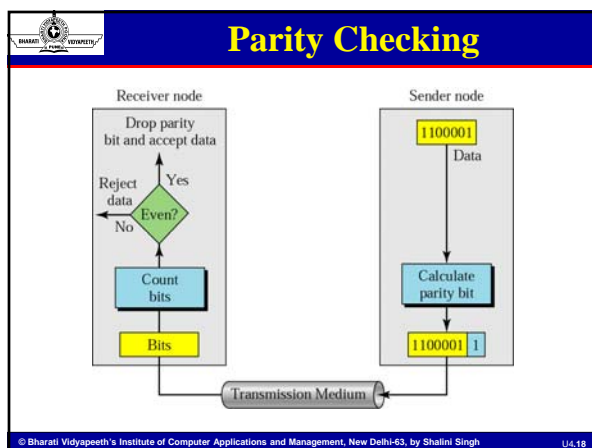 BHARATI
VIDYAPEETH
PUNE
Parity Checking
Receiver node
Drop parity
bit and accept data
Reject
data
Yes
Even?
No
Count
bits
Bits
Sender node
1100001
Data
Calculate
parity bit
1100001 1
Transmission Medium
© Bharati Vidyapeeth's Institute of Computer Applications and Management, New Delhi-63, by Shalini Singh
U4.18